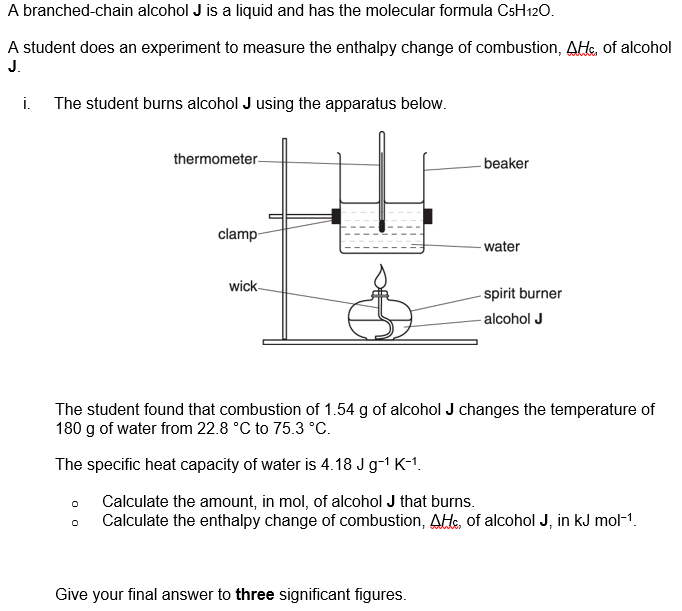 A branched-chain alcohol J is a liquid and has the molecular formula C5H12O.
A student does an experiment to measure the enthalpy change of combustion, ΔHc, of alcohol
J.
i. The student burns alcohol J using the apparatus below.
thermometer
beaker
clamp
water
wick
spirit burner
alcohol J
The student found that combustion of 1.54 g of alcohol J changes the temperature of
180 g of water from 22.8 °C to 75.3 °C.
The specific heat capacity of water is 4.18 J g⁻¹ K⁻¹.
o Calculate the amount, in mol, of alcohol J that burns.
o Calculate the enthalpy change of combustion, ΔHc, of alcohol J, in kJ mol⁻¹.
Give your final answer to three significant figures.